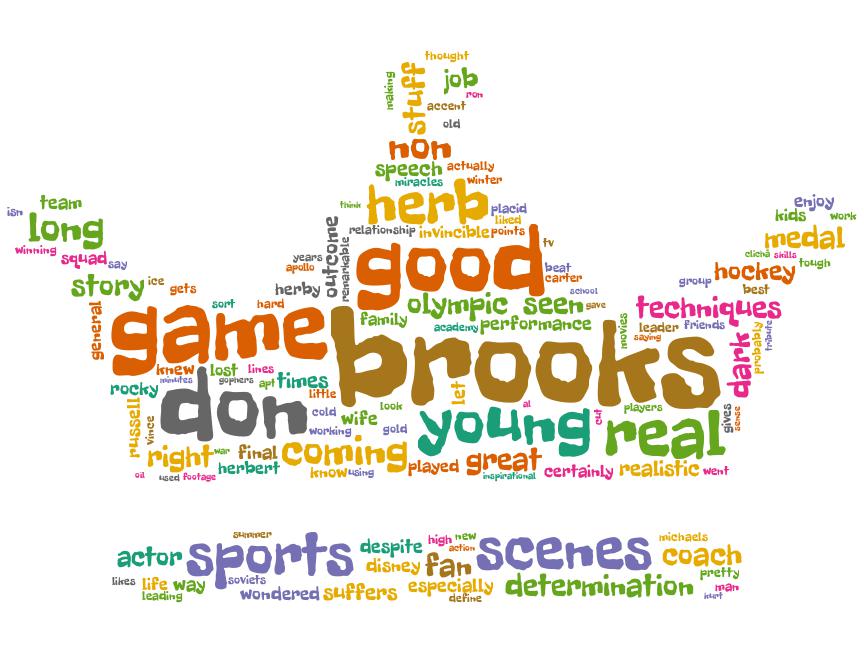 thought
making
stuff
job
ron
accent
old
non
speech actually
miracles winter
think herb placid
liked
relationship invincible points
outcome
remarkable
good
tv
beat
carter
school
years
apollo
herby
isn team
long
winning squad say
story ice gets
sort hard
general
enjoy
kids work
medal
clichā skills
tough
group hockey
best
techniques
game
olympic seen gave
family
academy performance
brooks
movies
leader friends
saying
dark
probably
tribute
knew lost lines
minutes gophers apt times
rocky
little
don
cold
look
wife
let
working gold
russell
vince
young
al
cut
players
real
gives
sense
right war final coming
herbert
know using
played great
inspirational
certainly realistic went
oil used footage
summer
actor sports despite high new
action
scenes michaels
coach
disney fan
pretty
likes life way soviets
leading
wondered suffers especially
define
determination man
kurt